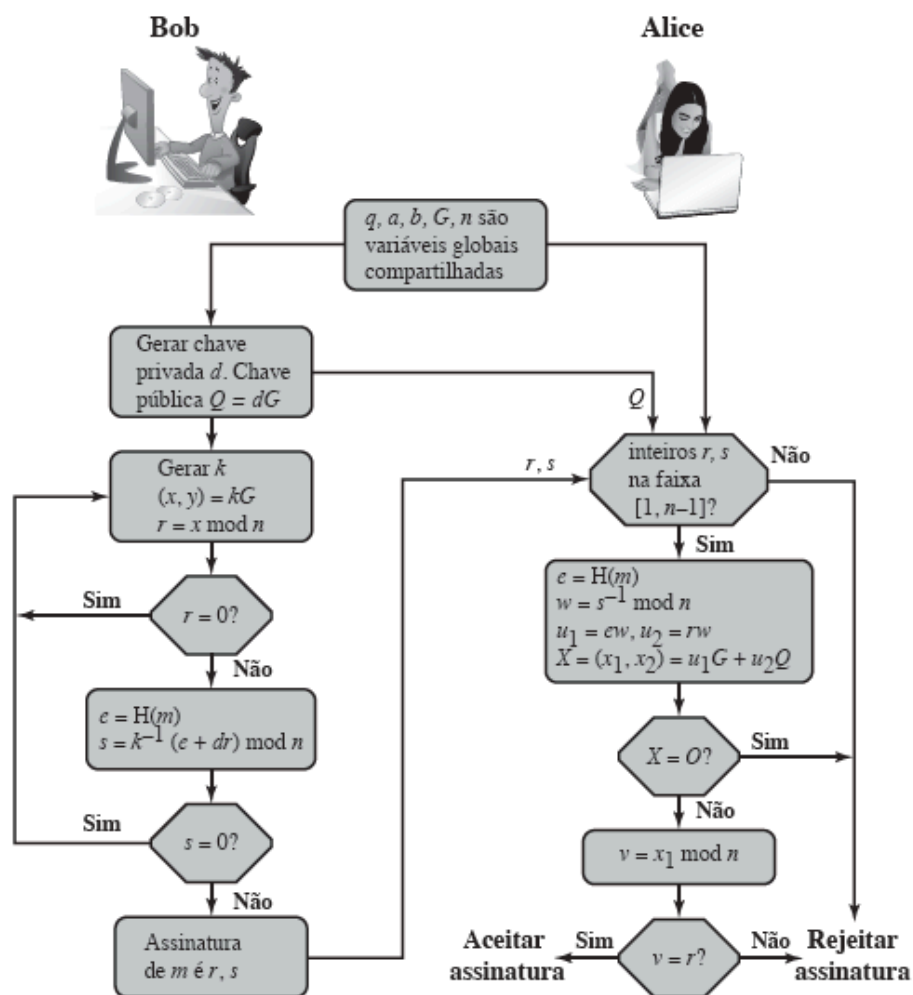 Bob
Alice
q, a, b, G, n são
variáveis globais
compartilhadas
Gerar chave
privada d. Chave
pública Q = dG
Q
Gerar k
(x, y) = kG
r = x mod n
Sim
r = 0?
Não
e = H(m)
s = k⁻¹ (e + dr) mod n
Sim
s = 0?
Não
Assinatura
de m é r, s
r, s
inteiros r, s
na faixa
[1, n–1]?
Não
Sim
e = H(m)
w = s⁻¹ mod n
u₁ = ew, u₂ = rw
X = (x₁, x₂) = u₁G + u₂Q
X = O?
Sim
Não
v = x₁ mod n
v = r?
Sim
Aceitar
assinatura
Não
Rejeitar
assinatura